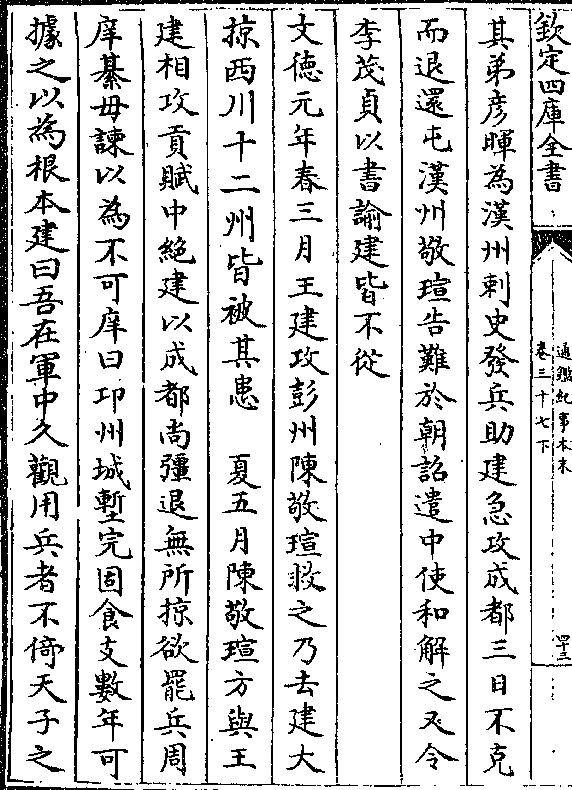 欽定四庫全書
通鑑紀事本末
卷三十七下
四十三
其弟彦暉為漢州刺史發兵助建急攻成都三日不克
而退還屯漢州敬瑄告難於朝詔遣中使和解之又令
李茂貞以書諭建皆不從
文徳元年春三月王建攻彭州陳敬瑄救之乃去建大
掠西川十二州皆被其患　夏五月陳敬瑄方與王
建相攻貢賦中絶建以成都尚彊退無所掠欲罷兵周
庠綦毋諫以為不可庠曰邛州城塹完固食支數年可
據之以為根本建曰吾在軍中久觀用兵者不倚天子之